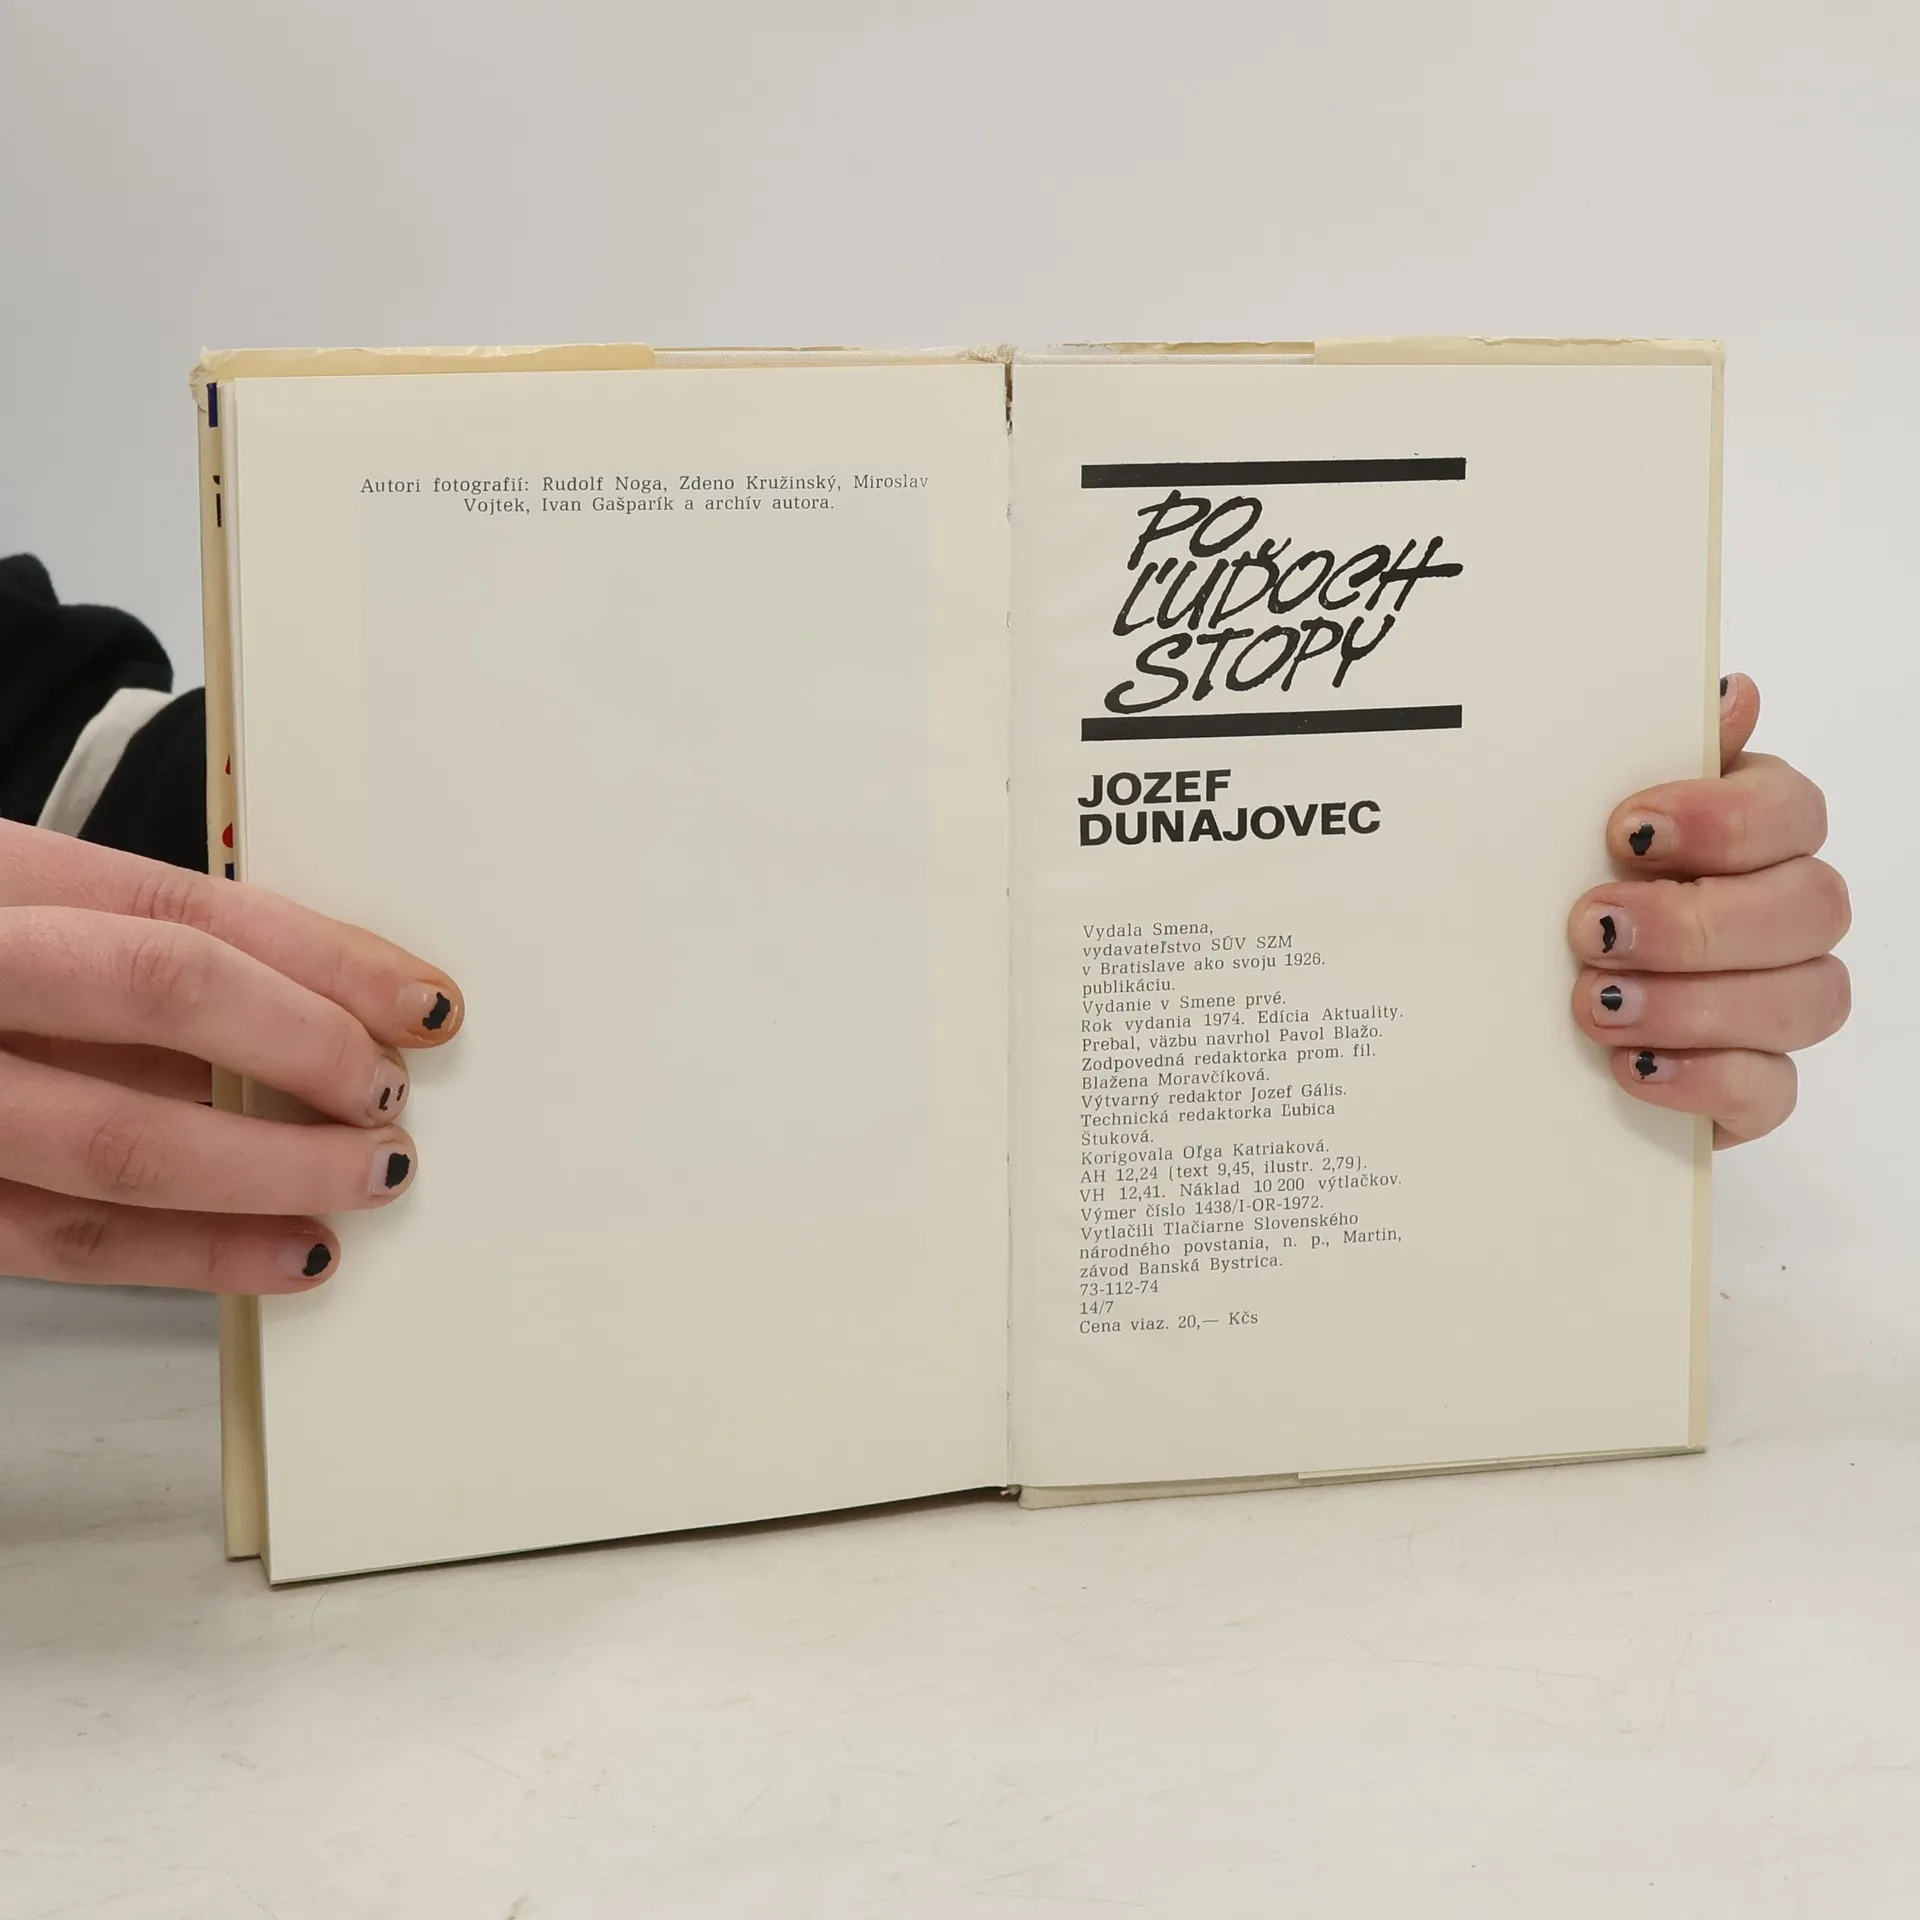 Autori fotografií: Rudolf Noga, Zdeno Kružinský, Miroslav
Vojtek, Ivan Gašparík a archív autora.
PO
ĽUĎOCH
STOPY
JOZEF
DUNAJOVEC
Vydala Smena,
vydavateľstvo SÚV SZM
v Bratislave ako svoju 1926.
publikáciu.
Vydanie v Smene prvé.
Rok vydania 1974. Edícia Aktuality.
Prebal, väzbu navrhol Pavol Blažo.
Zodpovedná redaktorka prom. fil.
Blažena Moravčíková.
Výtvarný redaktor Jozef Gális.
Technická redaktorka Ľubica
Štuková.
Korigovala Oľga Katriaková.
AH 12,24 (text 9,45, ilustr. 2,79).
VH 12,41. Náklad 10 200 výtlačkov.
Výmer číslo 1438/I-OR-1972.
Vytlačili Tlačiarne Slovenského
národného povstania, n. p., Martin,
závod Banská Bystrica.
73-112-74
14/7
Cena viaz. 20,— Kčs